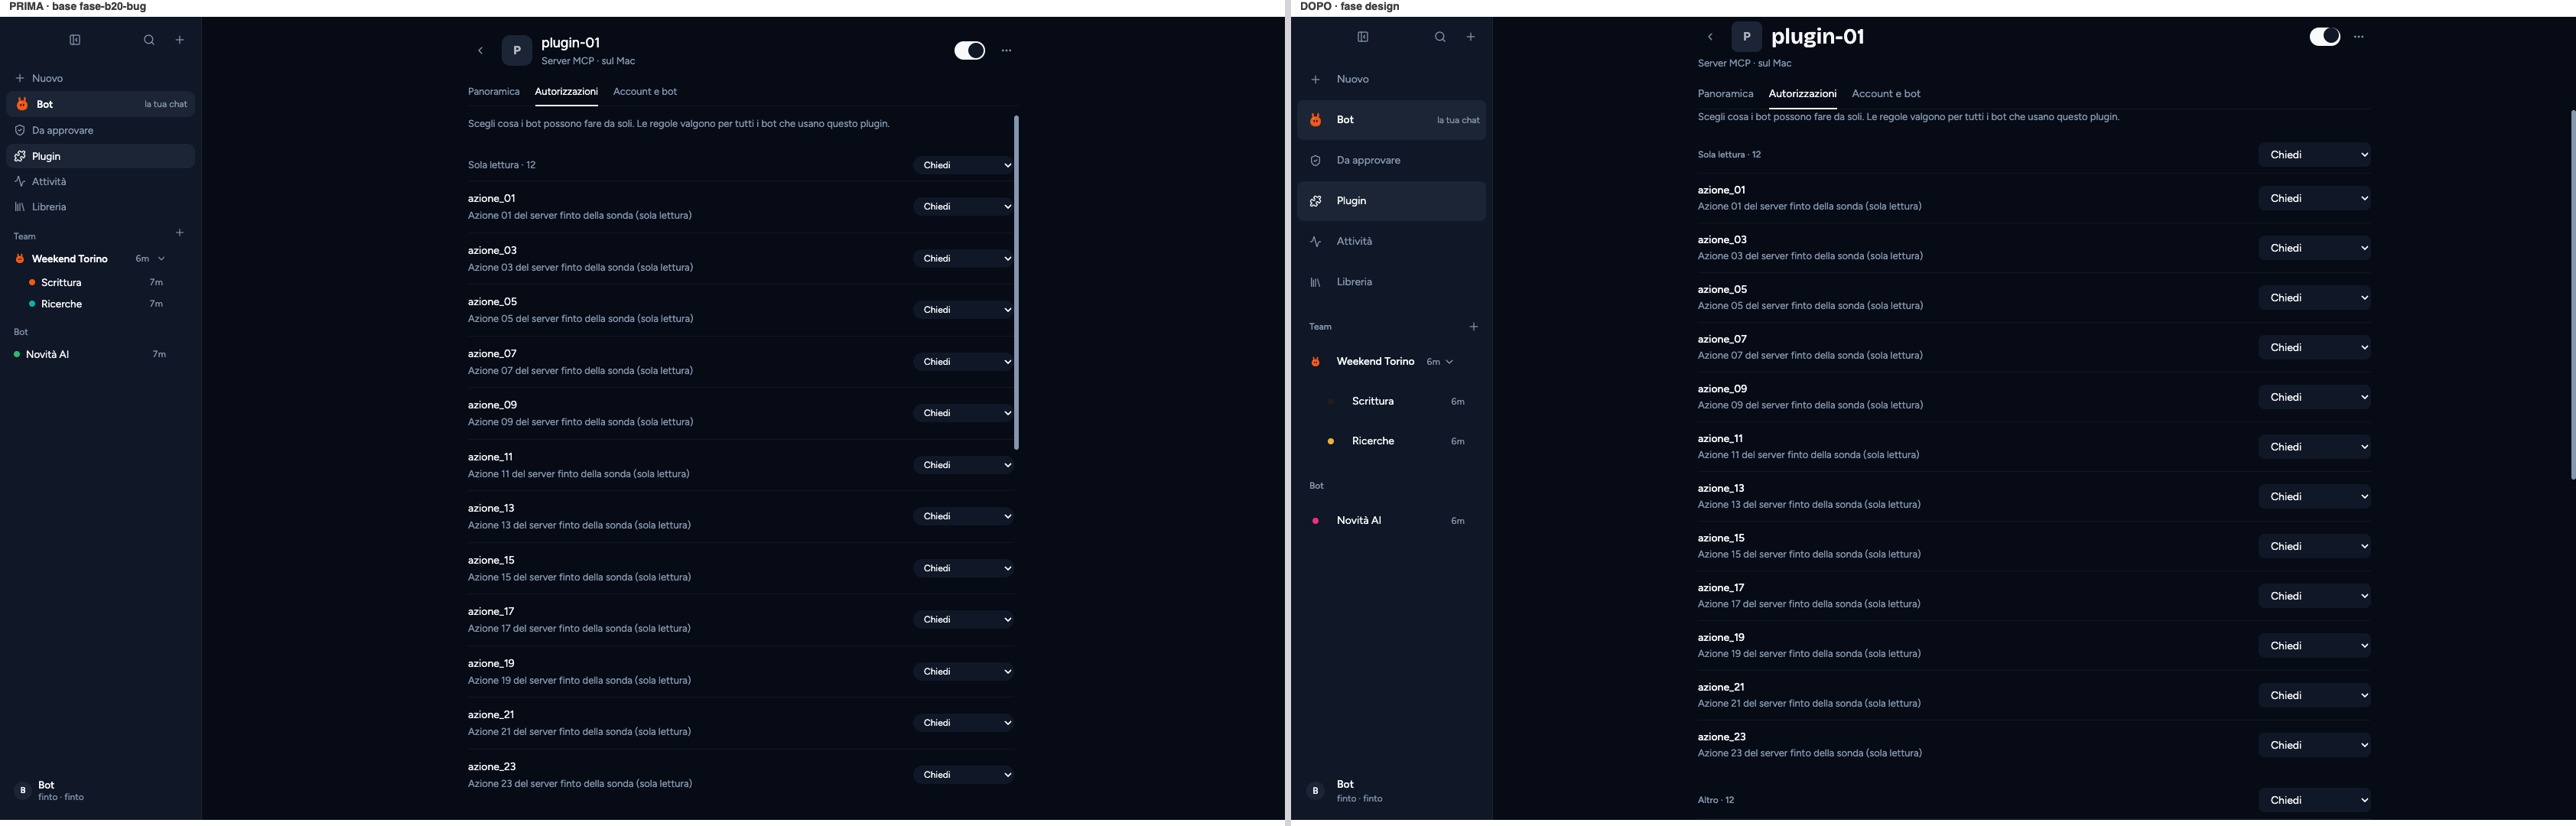 PRIMA · base fase-b20-bug
Nuovo
Bot la tua chat
Da approvare
Plugin
Attività
Libreria
Team
Weekend Torino 6m
Scrittura 7m
Ricerche 7m
Bot
Novità AI 7m
B Bot
finto · finto
P plugin-01
Server MCP · sul Mac
Panoramica Autorizzazioni Account e bot
Scegli cosa i bot possono fare da soli. Le regole valgono per tutti i bot che usano questo plugin.
Sola lettura · 12 Chiedi
azione_01 Chiedi
Azione 01 del server finto della sonda (sola lettura)
azione_03 Chiedi
Azione 03 del server finto della sonda (sola lettura)
azione_05 Chiedi
Azione 05 del server finto della sonda (sola lettura)
azione_07 Chiedi
Azione 07 del server finto della sonda (sola lettura)
azione_09 Chiedi
Azione 09 del server finto della sonda (sola lettura)
azione_11 Chiedi
Azione 11 del server finto della sonda (sola lettura)
azione_13 Chiedi
Azione 13 del server finto della sonda (sola lettura)
azione_15 Chiedi
Azione 15 del server finto della sonda (sola lettura)
azione_17 Chiedi
Azione 17 del server finto della sonda (sola lettura)
azione_19 Chiedi
Azione 19 del server finto della sonda (sola lettura)
azione_21 Chiedi
Azione 21 del server finto della sonda (sola lettura)
azione_23 Chiedi
Azione 23 del server finto della sonda (sola lettura)
DOPO · fase design
Nuovo
Bot la tua chat
Da approvare
Plugin
Attività
Libreria
Team
Weekend Torino 6m
Scrittura 6m
Ricerche 6m
Bot
Novità AI 6m
B Bot
finto · finto
P plugin-01
Server MCP · sul Mac
Panoramica Autorizzazioni Account e bot
Scegli cosa i bot possono fare da soli. Le regole valgono per tutti i bot che usano questo plugin.
Sola lettura · 12 Chiedi
azione_01 Chiedi
Azione 01 del server finto della sonda (sola lettura)
azione_03 Chiedi
Azione 03 del server finto della sonda (sola lettura)
azione_05 Chiedi
Azione 05 del server finto della sonda (sola lettura)
azione_07 Chiedi
Azione 07 del server finto della sonda (sola lettura)
azione_09 Chiedi
Azione 09 del server finto della sonda (sola lettura)
azione_11 Chiedi
Azione 11 del server finto della sonda (sola lettura)
azione_13 Chiedi
Azione 13 del server finto della sonda (sola lettura)
azione_15 Chiedi
Azione 15 del server finto della sonda (sola lettura)
azione_17 Chiedi
Azione 17 del server finto della sonda (sola lettura)
azione_19 Chiedi
Azione 19 del server finto della sonda (sola lettura)
azione_21 Chiedi
Azione 21 del server finto della sonda (sola lettura)
azione_23 Chiedi
Azione 23 del server finto della sonda (sola lettura)
Altro · 12 Chiedi